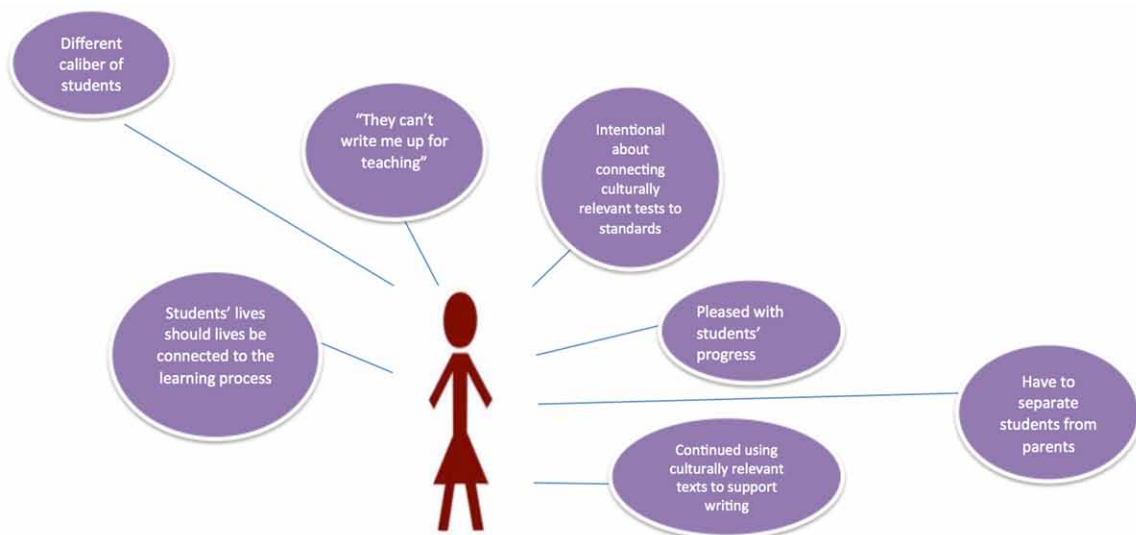 Different
caliber of
students
"They can't
write me up for
teaching"
Intentional
about
connecting
culturally
relevant tests to
standards
Students' lives
should lives be
connected to the
learning process
Pleased with
students'
progress
Have to
separate
students from
parents
Continued using
culturally relevant
texts to support
writing